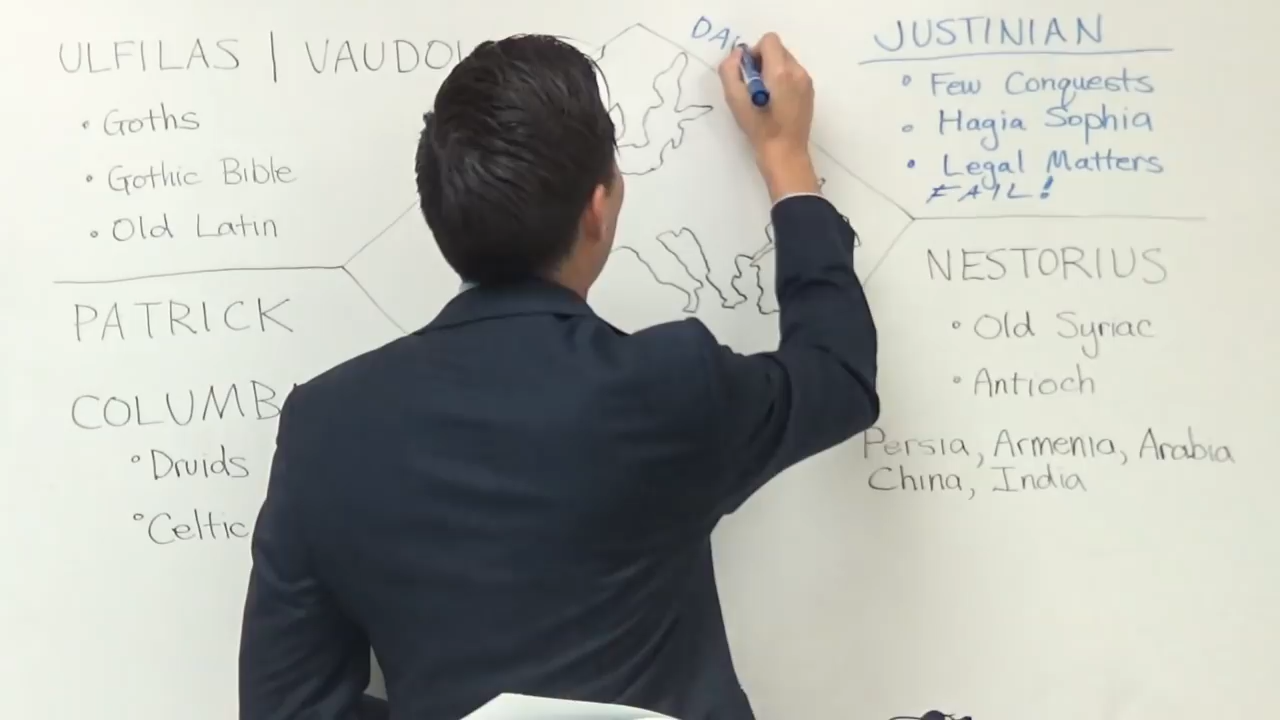 ULFILAS | VAUDO
• Goths
• Gothic Bible
• Old Latin
PATRICK
COLUMB
• Druids
• Celtic
DA
JUSTINIAN
• Few Conquests
• Hagia Sophia
• Legal Matters
FAIL!
NESTORIUS
• Old Syriac
• Antioch
Persia, Armenia, Arabia
China, India